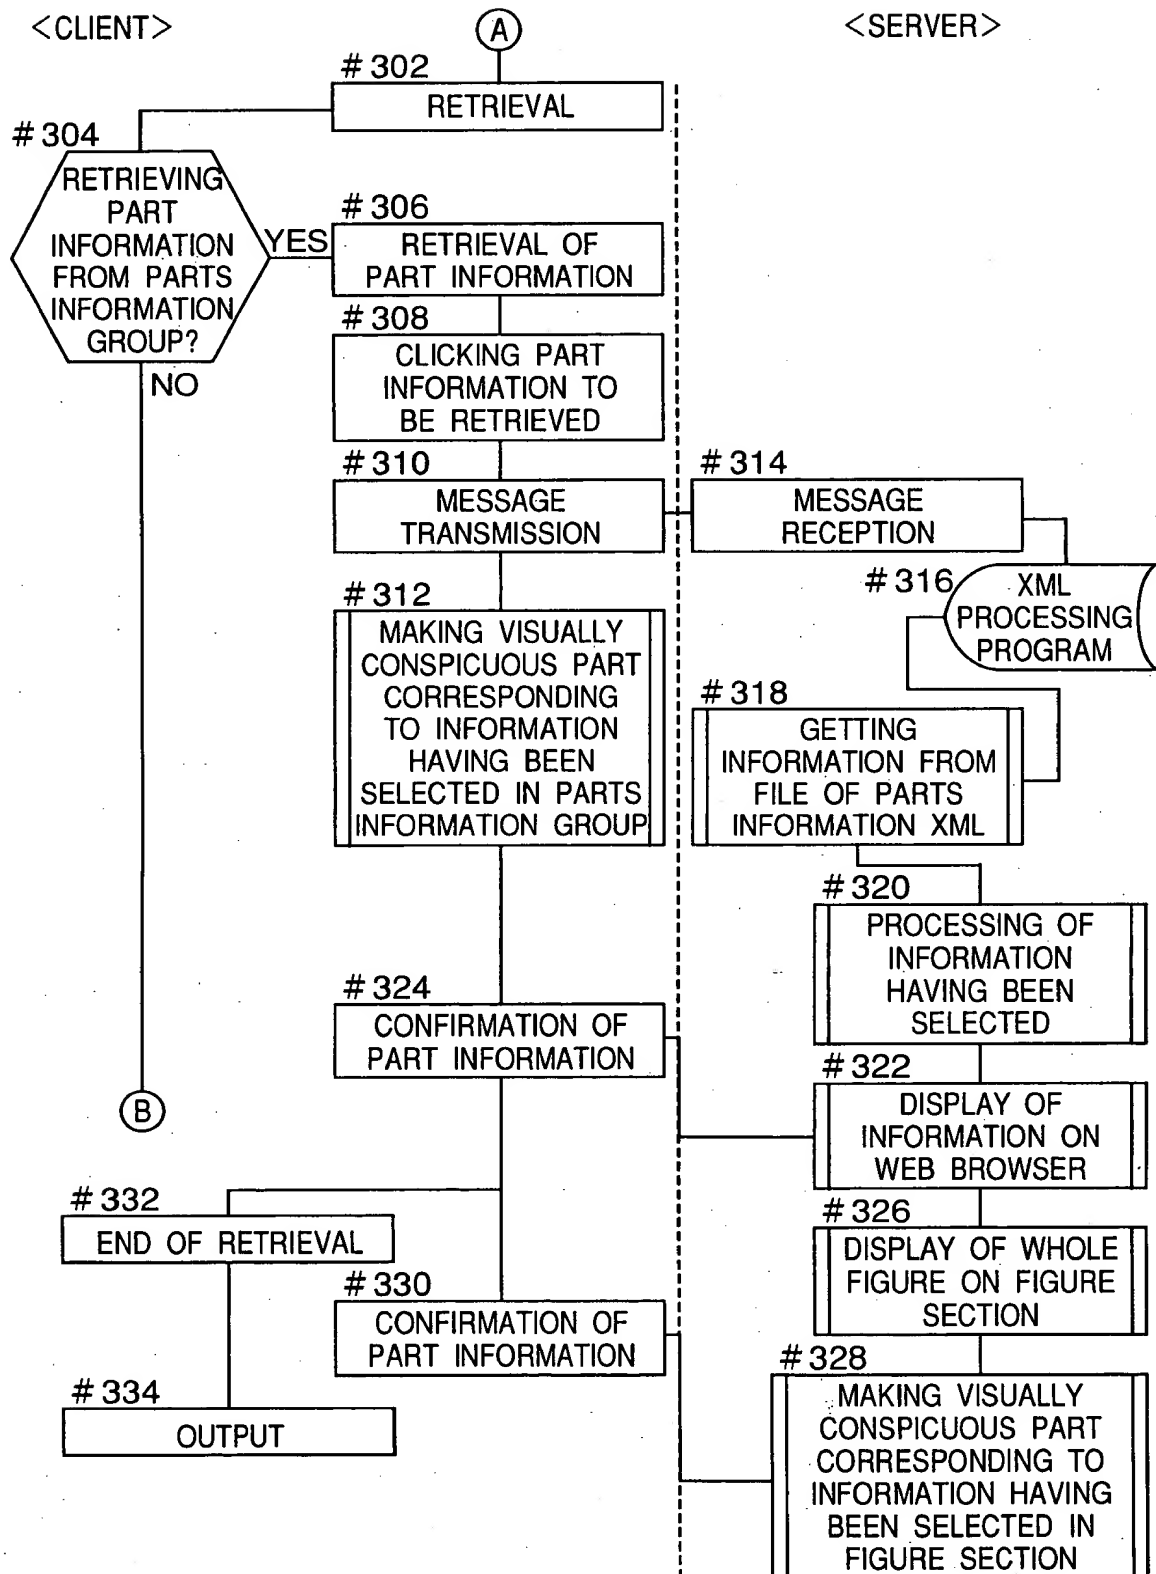 <CLIENT>
A
<SERVER>
#302
RETRIEVAL
#304
RETRIEVING
PART
INFORMATION
FROM PARTS
INFORMATION
GROUP?
YES
NO
#306
RETRIEVAL OF
PART INFORMATION
#308
CLICKING PART
INFORMATION TO
BE RETRIEVED
#310
MESSAGE
TRANSMISSION
#314
MESSAGE
RECEPTION
#316
XML
PROCESSING
PROGRAM
#312
MAKING VISUALLY
CONSPICUOUS PART
CORRESPONDING
TO INFORMATION
HAVING BEEN
SELECTED IN PARTS
INFORMATION GROUP
#318
GETTING
INFORMATION FROM
FILE OF PARTS
INFORMATION XML
#320
PROCESSING OF
INFORMATION
HAVING BEEN
SELECTED
#324
CONFIRMATION OF
PART INFORMATION
#322
DISPLAY OF
INFORMATION ON
WEB BROWSER
B
#332
END OF RETRIEVAL
#326
DISPLAY OF WHOLE
FIGURE ON FIGURE
SECTION
#330
CONFIRMATION OF
PART INFORMATION
#328
MAKING VISUALLY
CONSPICUOUS PART
CORRESPONDING TO
INFORMATION HAVING
BEEN SELECTED IN
FIGURE SECTION
#334
OUTPUT